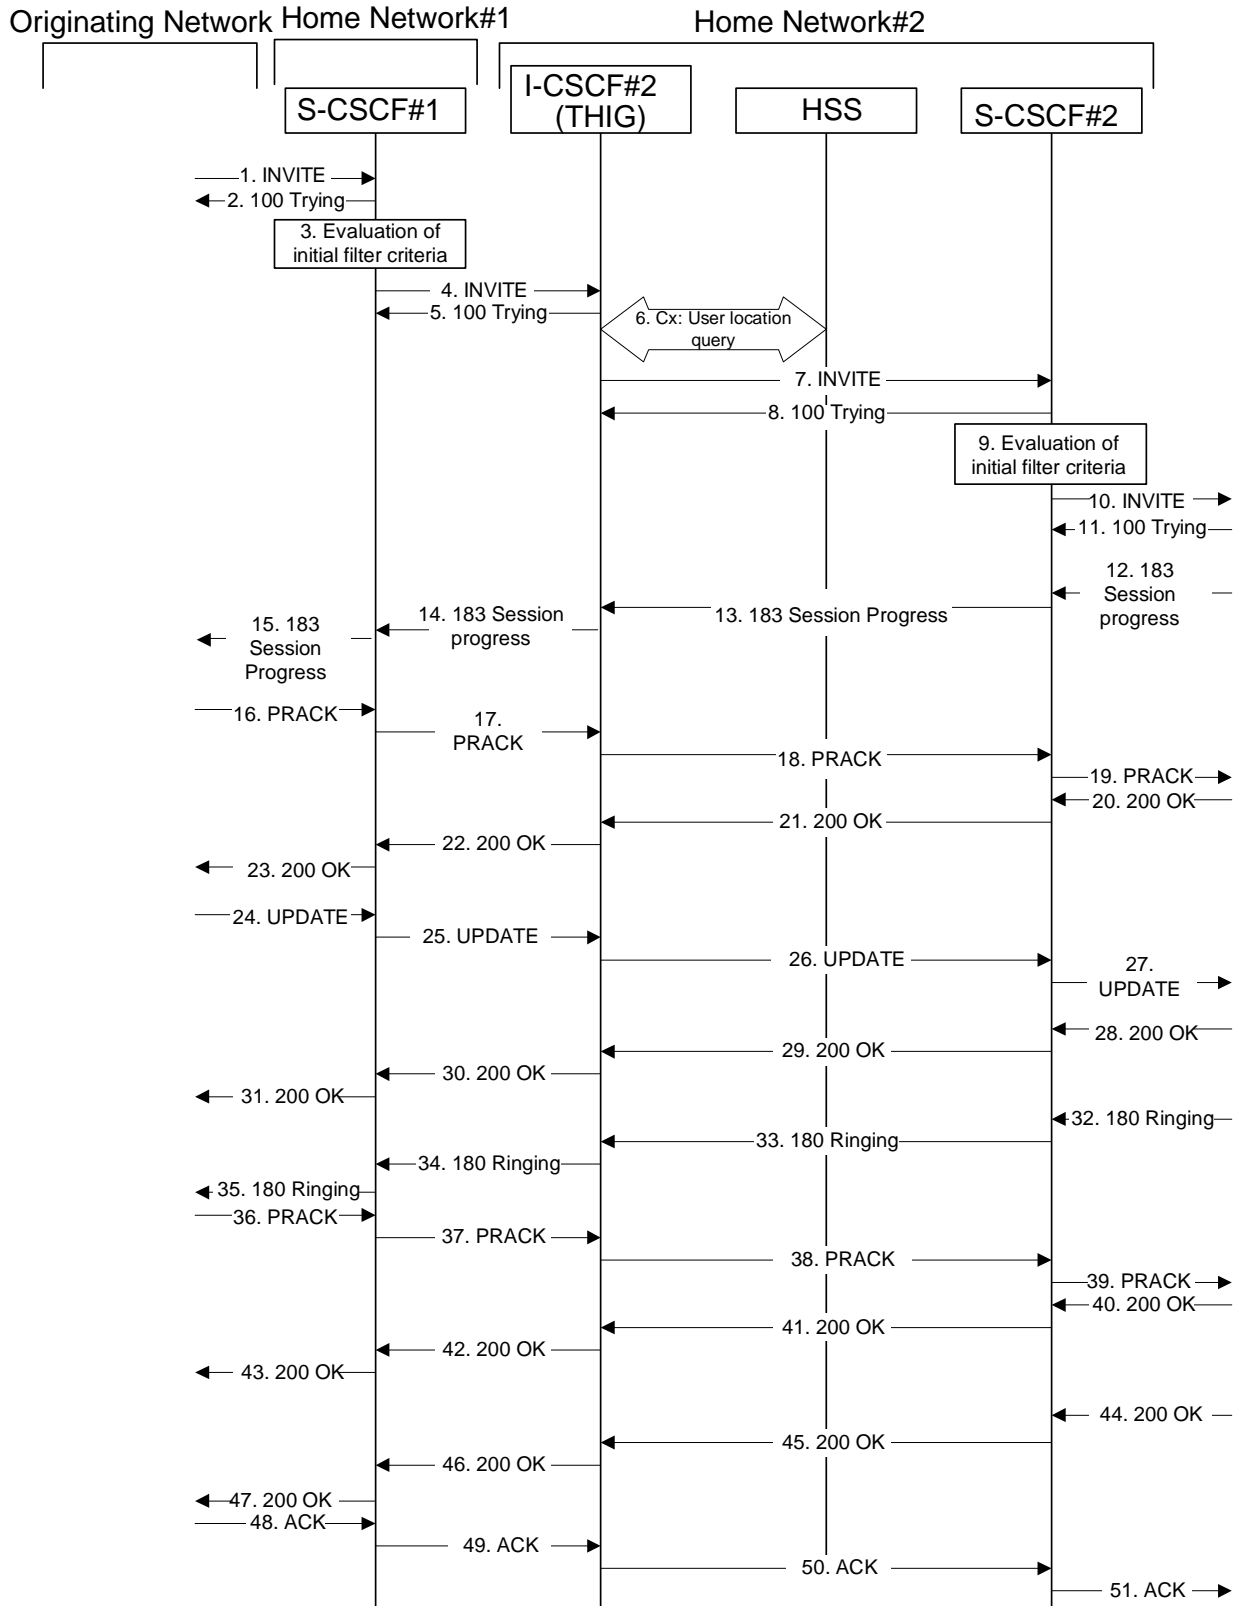 Originating Network
Home Network#1
Home Network#2
S-CSCF#1
I-CSCF#2
(THIG)
HSS
S-CSCF#2
1. INVITE
2. 100 Trying
3. Evaluation of
initial filter criteria
4. INVITE
5. 100 Trying
6. Cx: User location
query
7. INVITE
8. 100 Trying
9. Evaluation of
initial filter criteria
10. INVITE
11. 100 Trying
12. 183
Session
progress
13. 183 Session Progress
14. 183 Session
progress
15. 183
Session
Progress
16. PRACK
17.
PRACK
18. PRACK
19. PRACK
20. 200 OK
21. 200 OK
22. 200 OK
23. 200 OK
24. UPDATE
25. UPDATE
26. UPDATE
27.
UPDATE
28. 200 OK
29. 200 OK
30. 200 OK
31. 200 OK
32. 180 Ringing
33. 180 Ringing
34. 180 Ringing
35. 180 Ringing
36. PRACK
37. PRACK
38. PRACK
39. PRACK
40. 200 OK
41. 200 OK
42. 200 OK
43. 200 OK
44. 200 OK
45. 200 OK
46. 200 OK
47. 200 OK
48. ACK
49. ACK
50. ACK
51. ACK